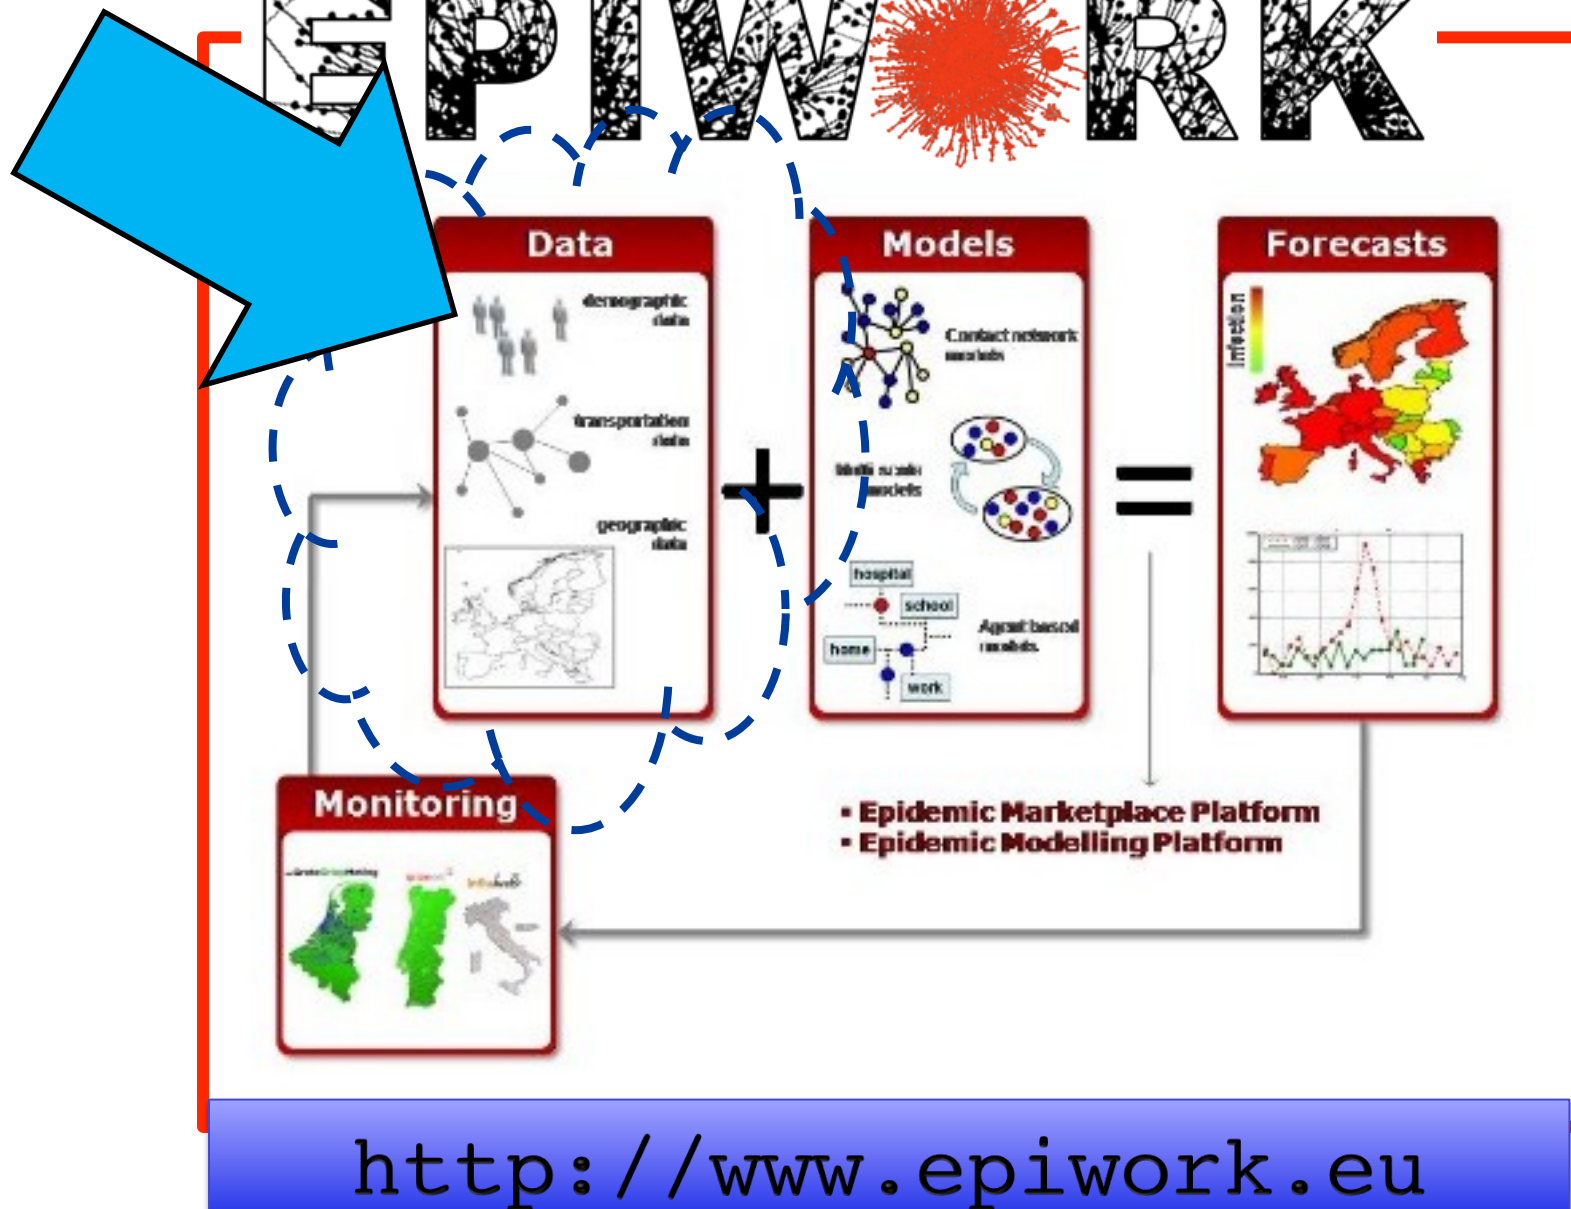 EPIWORK
Data
demographic
data
transportation
data
geographic
data
Models
Contact network
models
Multi scale
models
hospital
school
home
work
Agent based
models
Forecasts
Infection
Monitoring
▪ Epidemic Marketplace Platform
▪ Epidemic Modelling Platform
http://www.epiwork.eu